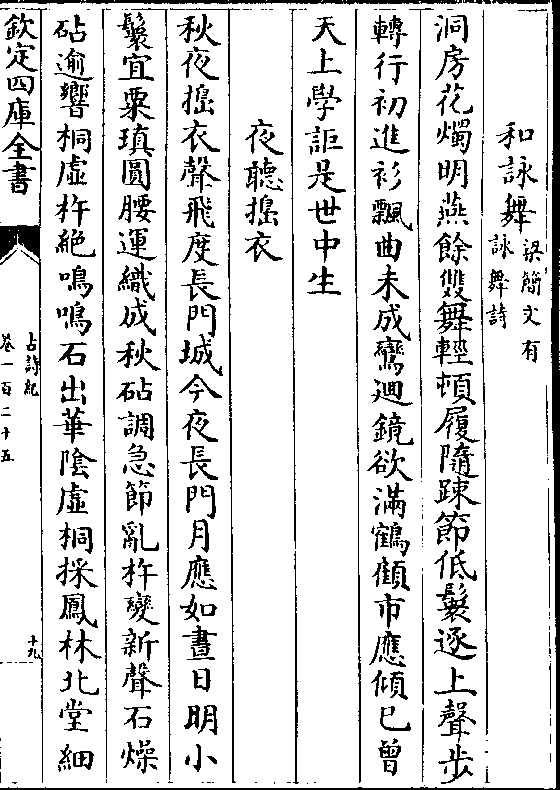 和詠舞梁簡文有詠舞詩
洞房花燭明燕餘雙舞輕頓履隨踈節低鬟逐上聲步
轉行初進衫飄曲未成鸞迴鏡欲滿鶴顧市應傾巳曾
天上學詎是世中生
夜聽搗衣
秋夜搗衣聲飛度長門城今夜長門月應如晝日明小
鬟宜粟瑱圓腰運織成秋砧調急節亂杵變新聲石燥
砧逾響桐虛杵絕鳴鳴石出華陰虛桐採鳳林北堂細
欽定四庫全書
古詩紀
卷一百二十五
十九